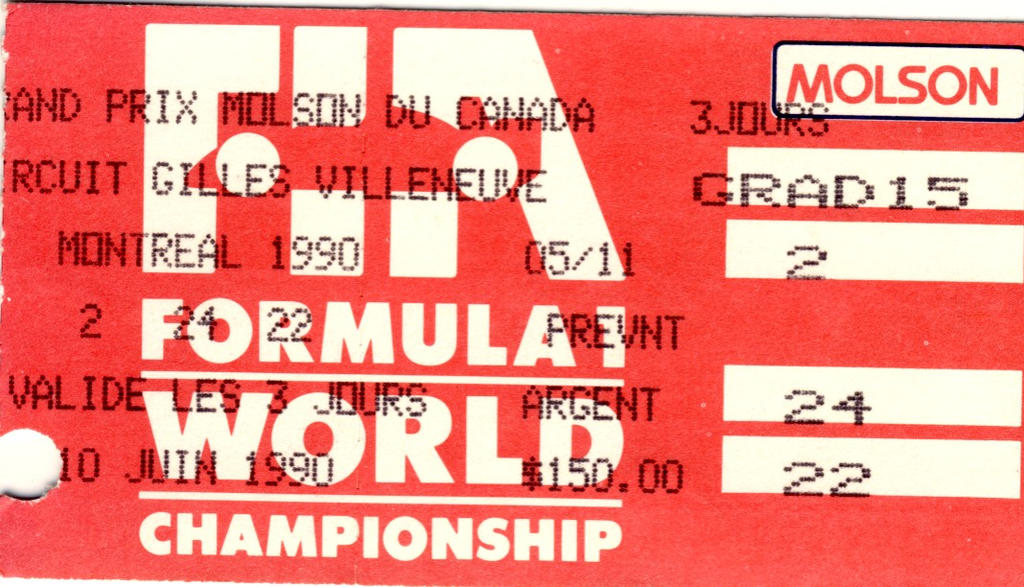 FIA
MOLSON
RAND PRIX MOLSON DU CANADA 3JOURS
RCUIT GILLES VILLENEUVE GRAD15
MONTREAL 1990 05/11 2
2 24 22 PREVNT
FORMULA 1
VALIDE LES 3 JOURS ARGENT 24
WORLD
10 JUIN 1990 $150.00 22
CHAMPIONSHIP